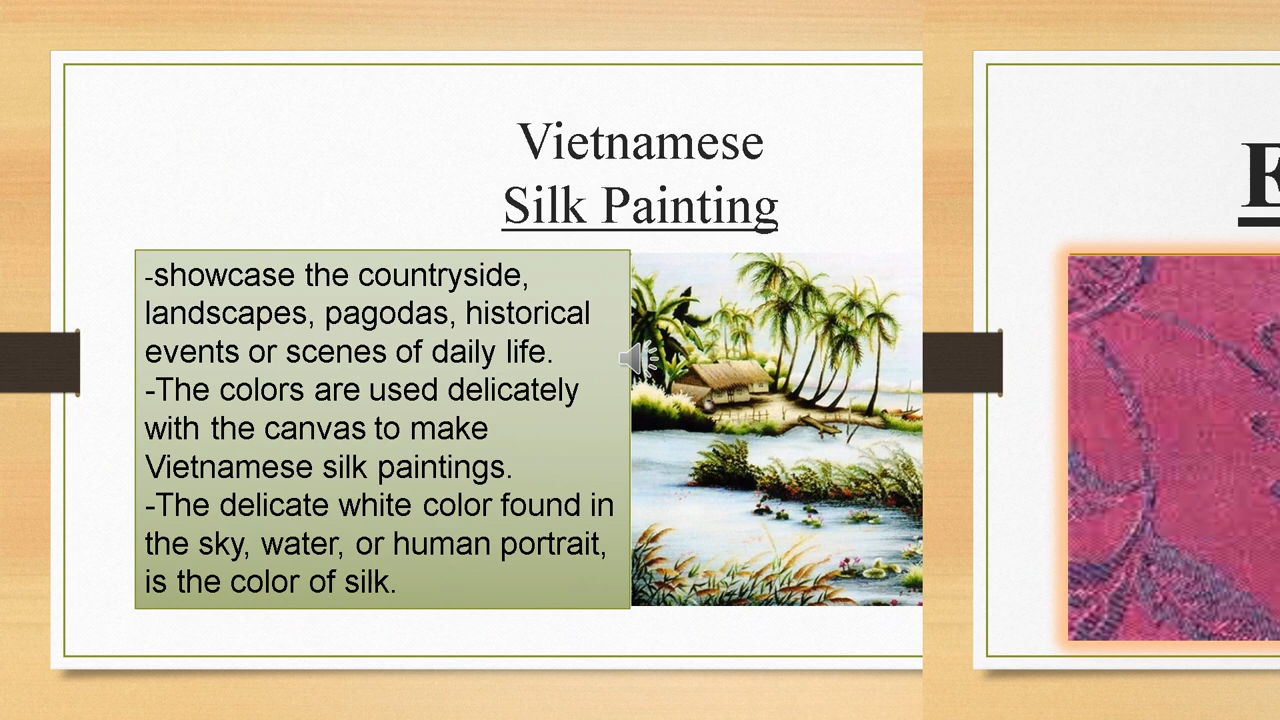 Vietnamese
Silk Painting
-showcase the countryside,
landscapes, pagodas, historical
events or scenes of daily life.
-The colors are used delicately
with the canvas to make
Vietnamese silk paintings.
-The delicate white color found in
the sky, water, or human portrait,
is the color of silk.